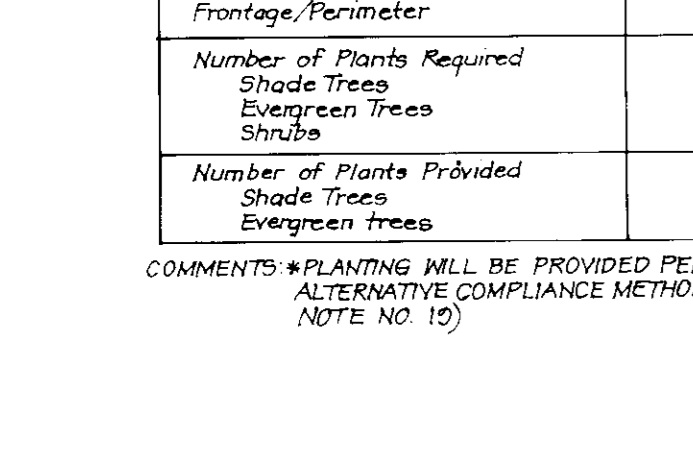 Frontage/Perimeter
Number of Plants Required
Shade Trees
Evergreen Trees
Shrubs
Number of Plants Provided
Shade Trees
Evergreen trees
COMMENTS:*PLANTING WILL BE PROVIDED PE
ALTERNATIVE COMPLIANCE METHO
NOTE NO. 19)